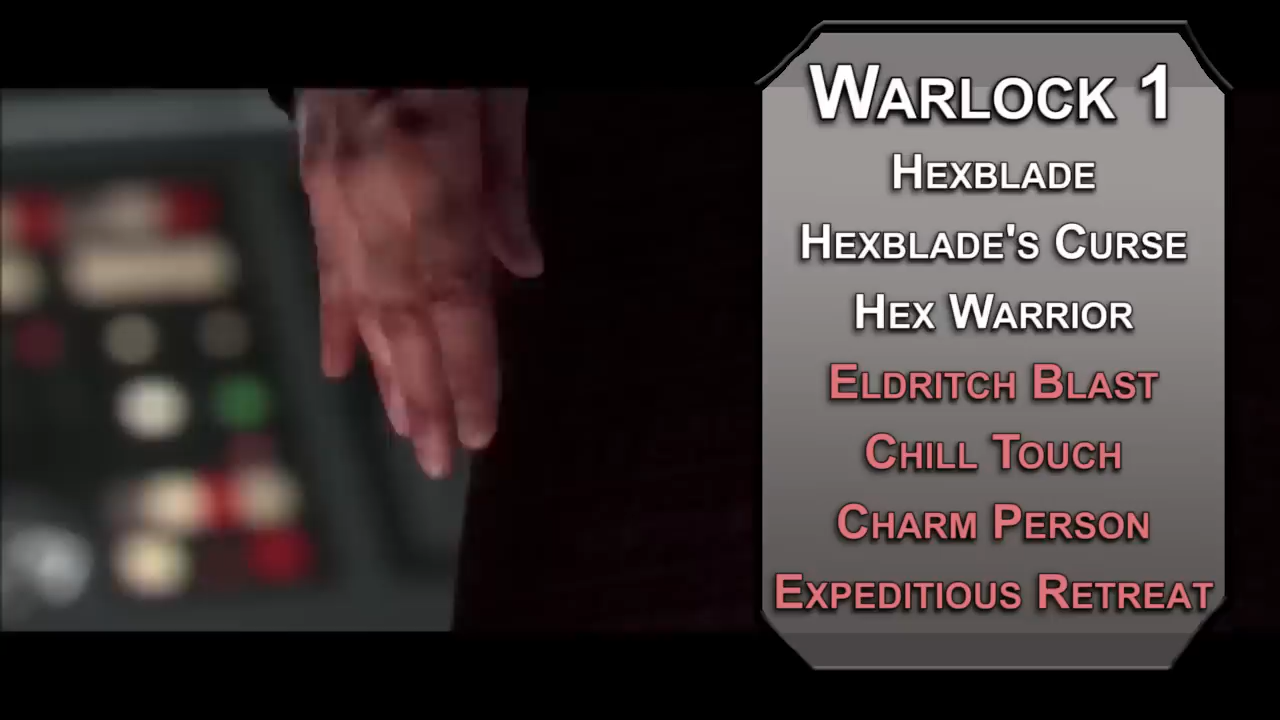 Warlock 1
Hexblade
Hexblade's Curse
Hex Warrior
Eldritch Blast
Chill Touch
Charm Person
Expeditious Retreat